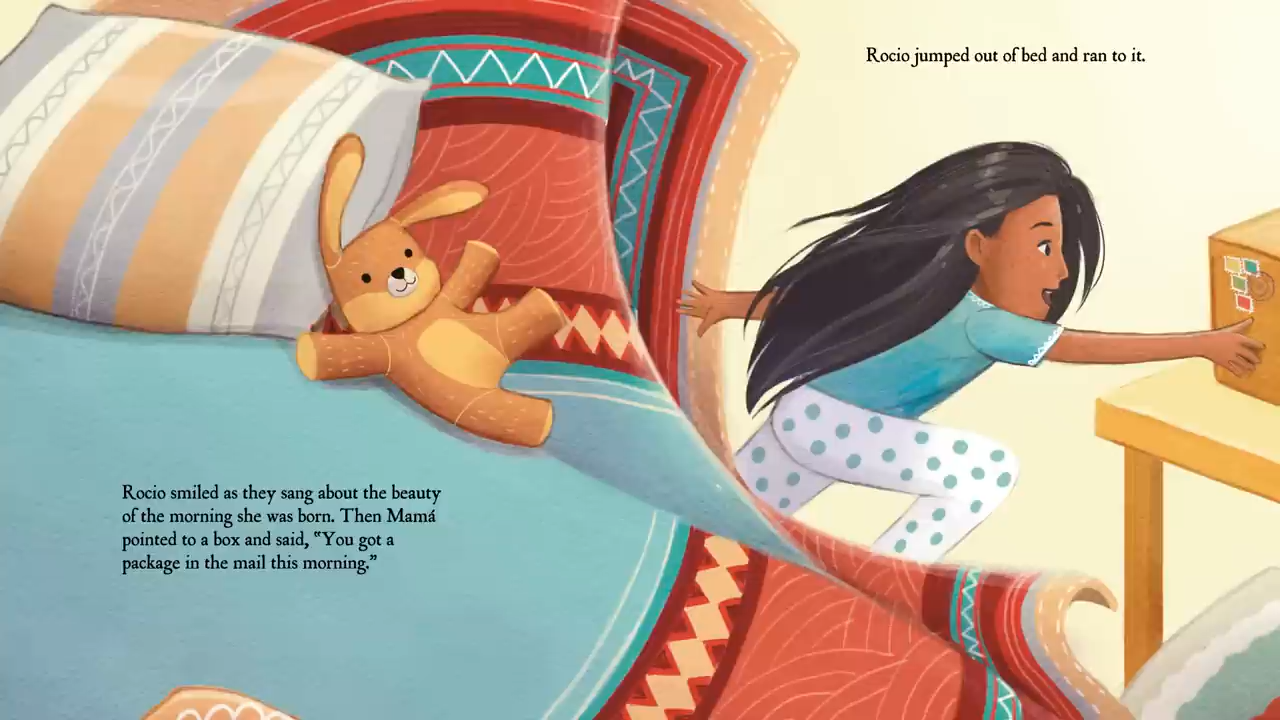 Rocio smiled as they sang about the beauty
of the morning she was born. Then Mamá
pointed to a box and said, “You got a
package in the mail this morning.”
Rocio jumped out of bed and ran to it.